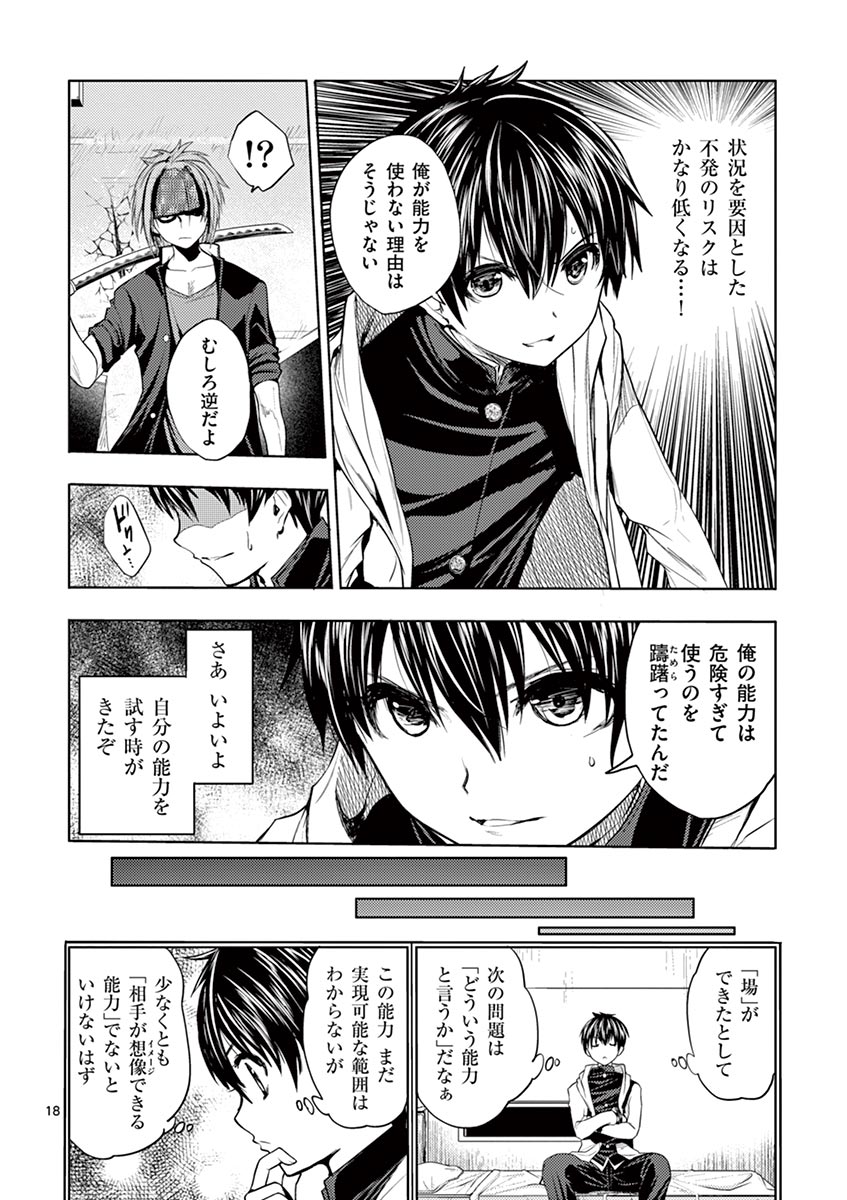 状況を要因とした
不発のリスクは
かなり低くなる…！
俺が能力を
使わない理由は
そうじゃない
！？
むしろ逆だよ
ドクン…
俺の能力は
危険すぎて
使うのを
躊躇ってたんだ
ためら
さあ いよいよ
自分の能力を
試す時が
きたぞ
「場」が
できたとして
次の問題は
「どういう能力
と言うか」だなぁ
この能力 まだ
実現可能な範囲は
わからないが
少なくとも
「相手が想像できる
イメージ
能力」でないと
いけないはず
18